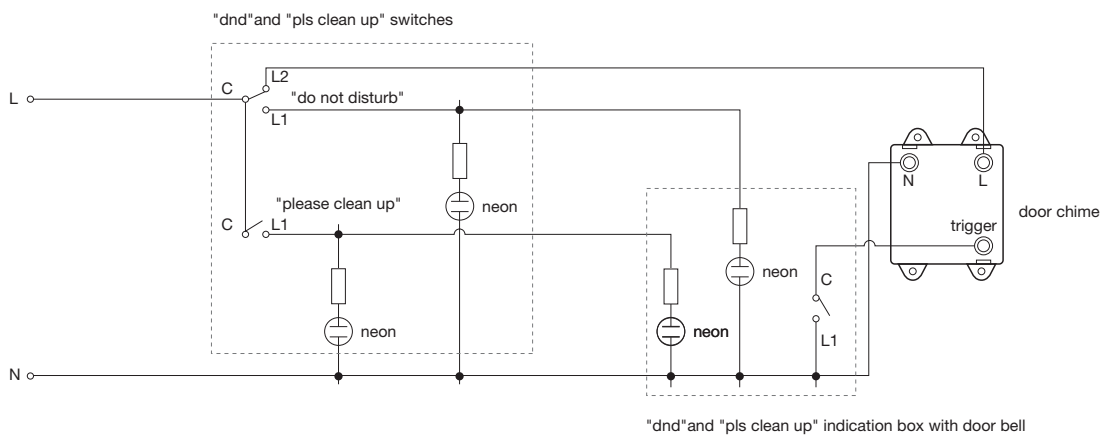 "dnd"and "pls clean up" switches
L2
C
L
"do not disturb"
L1
N
L
"please clean up"
neon
C
L1
door chime
trigger
neon
C
neon
neon
L1
N
"dnd"and "pls clean up" indication box with door bell